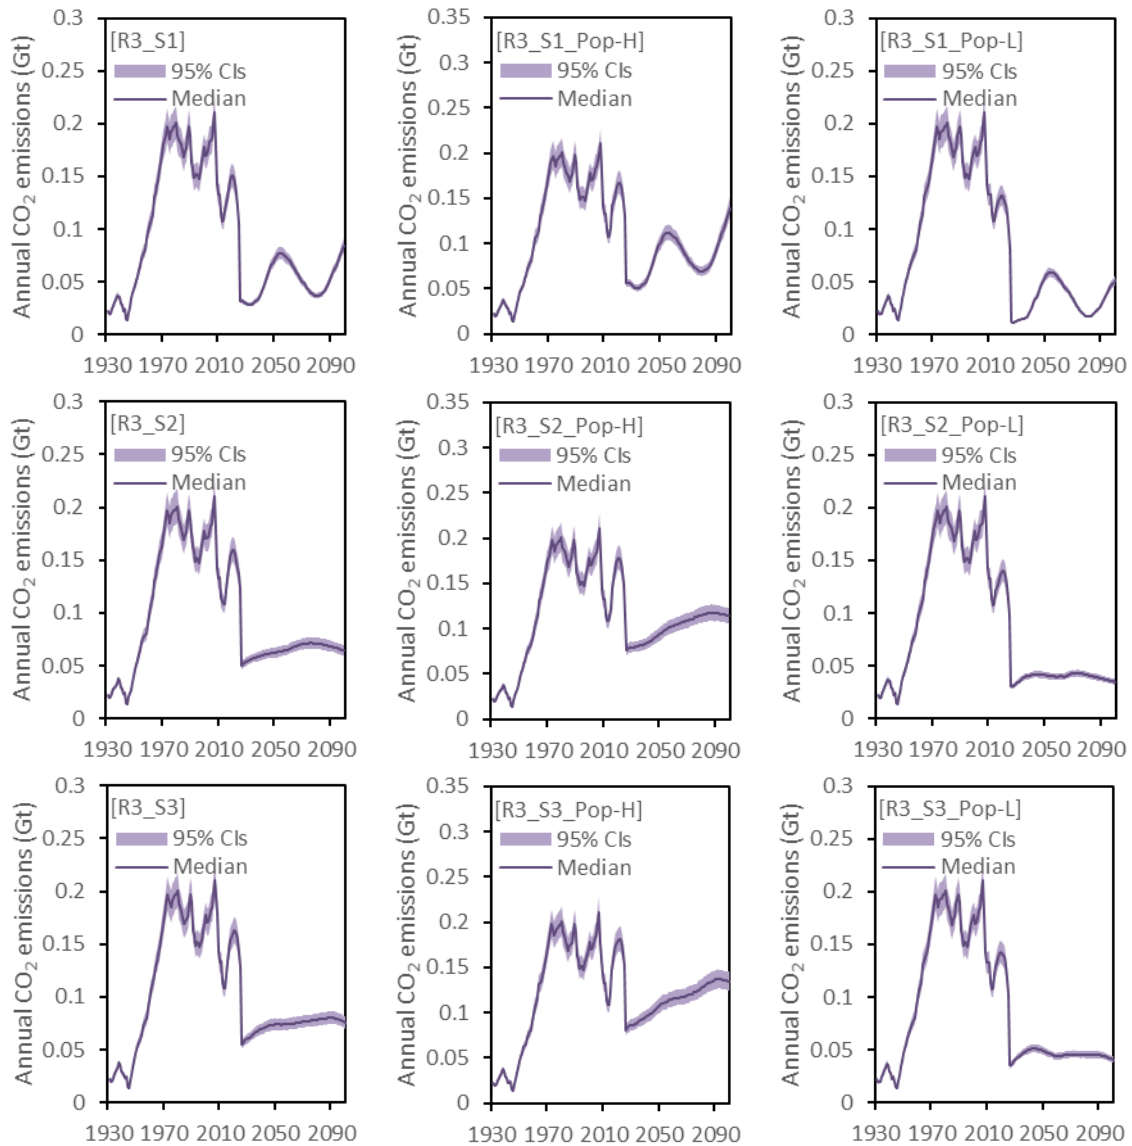 Annual CO₂ emissions (Gt)
0.3
0.25
0.2
0.15
0.1
0.05
0
[R3_S1]
95% CIs
Median
1930 1970 2010 2050 2090
Annual CO₂ emissions (Gt)
0.35
0.3
0.25
0.2
0.15
0.1
0.05
0
[R3_S1_Pop-H]
95% CIs
Median
1930 1970 2010 2050 2090
Annual CO₂ emissions (Gt)
0.3
0.25
0.2
0.15
0.1
0.05
0
[R3_S1_Pop-L]
95% CIs
Median
1930 1970 2010 2050 2090
Annual CO₂ emissions (Gt)
0.3
0.25
0.2
0.15
0.1
0.05
0
[R3_S2]
95% CIs
Median
1930 1970 2010 2050 2090
Annual CO₂ emissions (Gt)
0.35
0.3
0.25
0.2
0.15
0.1
0.05
0
[R3_S2_Pop-H]
95% CIs
Median
1930 1970 2010 2050 2090
Annual CO₂ emissions (Gt)
0.3
0.25
0.2
0.15
0.1
0.05
0
[R3_S2_Pop-L]
95% CIs
Median
1930 1970 2010 2050 2090
Annual CO₂ emissions (Gt)
0.3
0.25
0.2
0.15
0.1
0.05
0
[R3_S3]
95% CIs
Median
1930 1970 2010 2050 2090
Annual CO₂ emissions (Gt)
0.35
0.3
0.25
0.2
0.15
0.1
0.05
0
[R3_S3_Pop-H]
95% CIs
Median
1930 1970 2010 2050 2090
Annual CO₂ emissions (Gt)
0.3
0.25
0.2
0.15
0.1
0.05
0
[R3_S3_Pop-L]
95% CIs
Median
1930 1970 2010 2050 2090